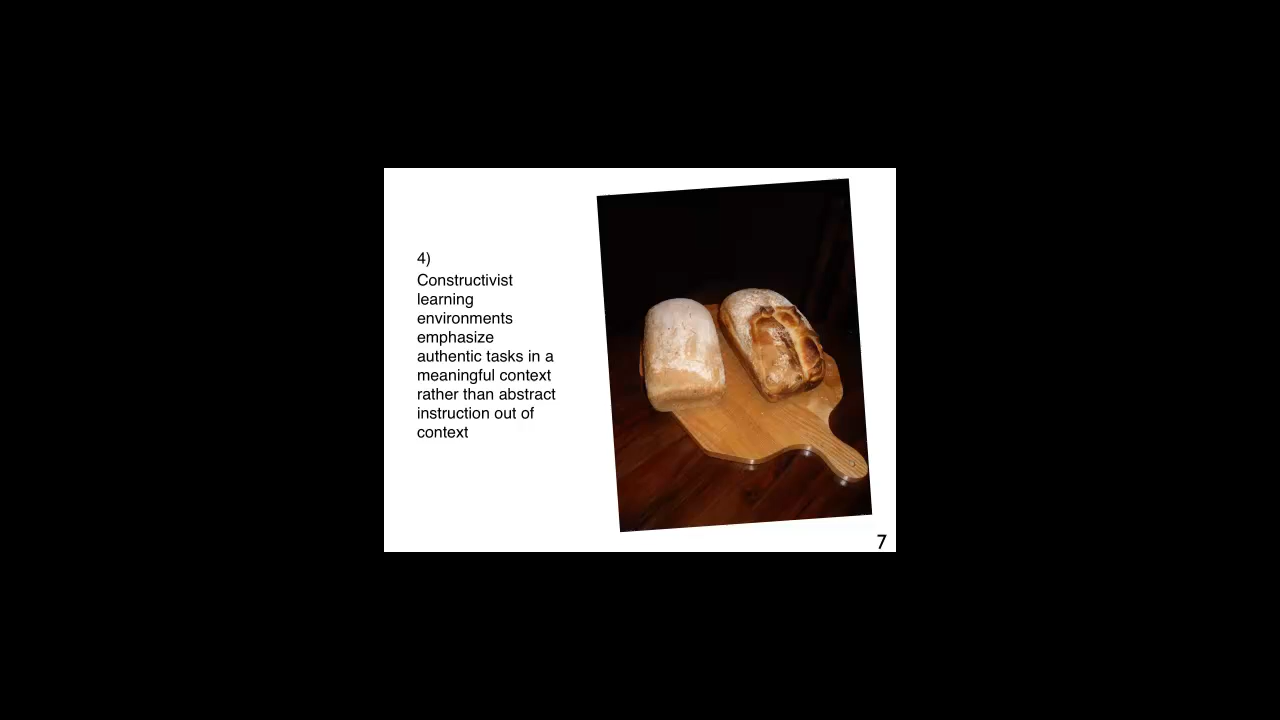 4)
Constructivist
learning
environments
emphasize
authentic tasks in a
meaningful context
rather than abstract
instruction out of
context
7